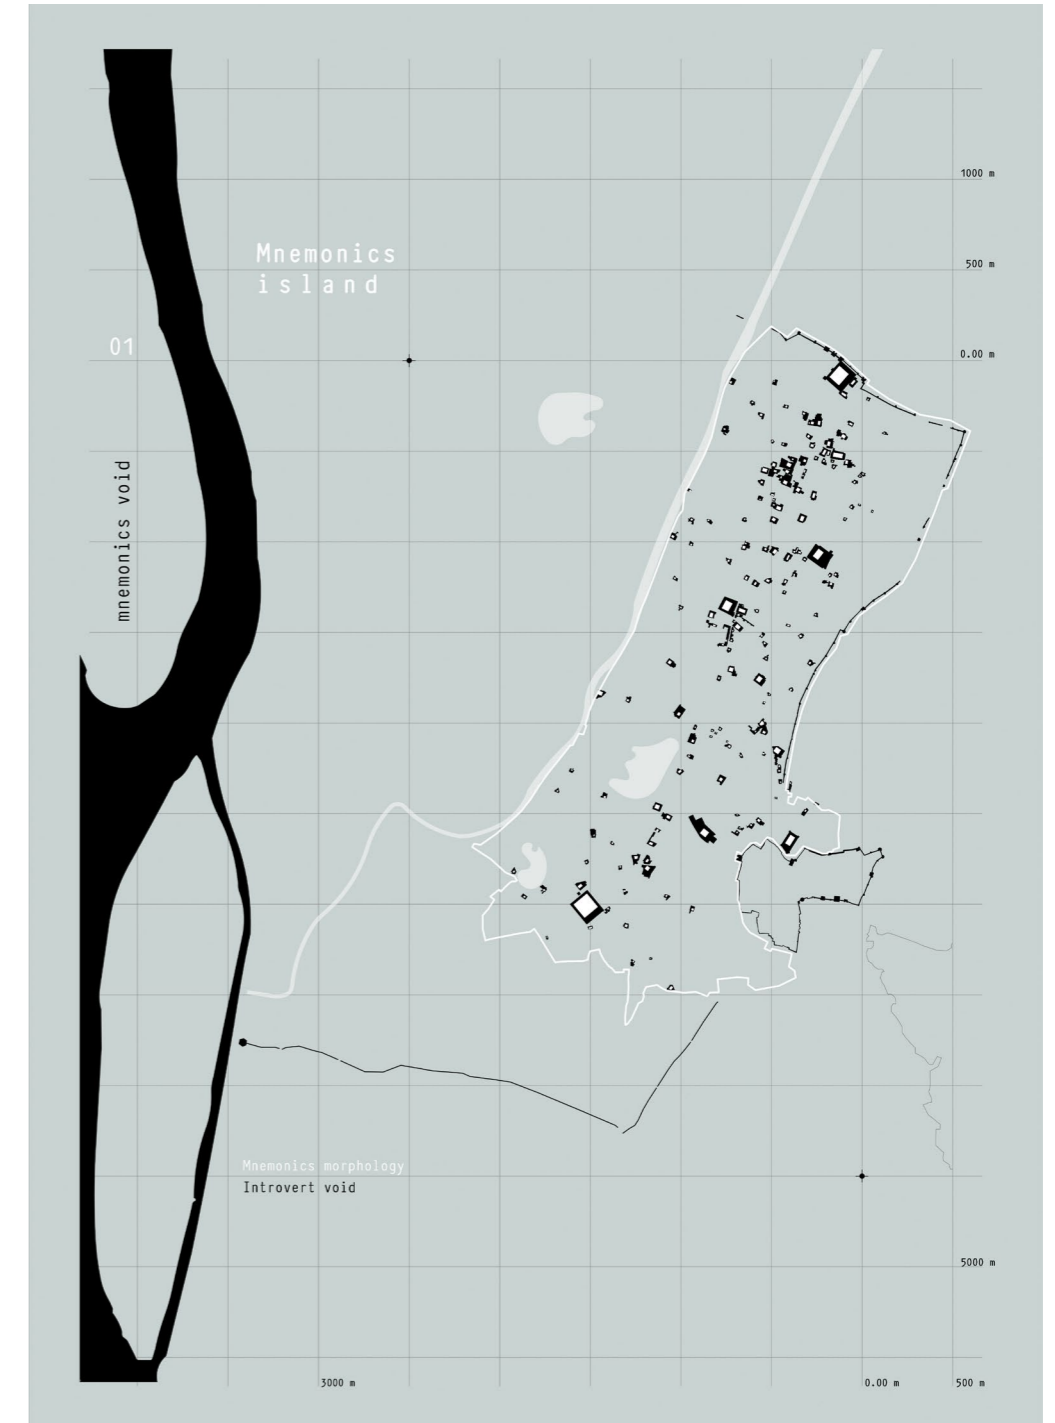 1000 m
Mnemonics
island
500 m
01
0.00 m
mnemonics void
Mnemonics morphology
Introvert void
5000 m
3000 m
0.00 m
500 m